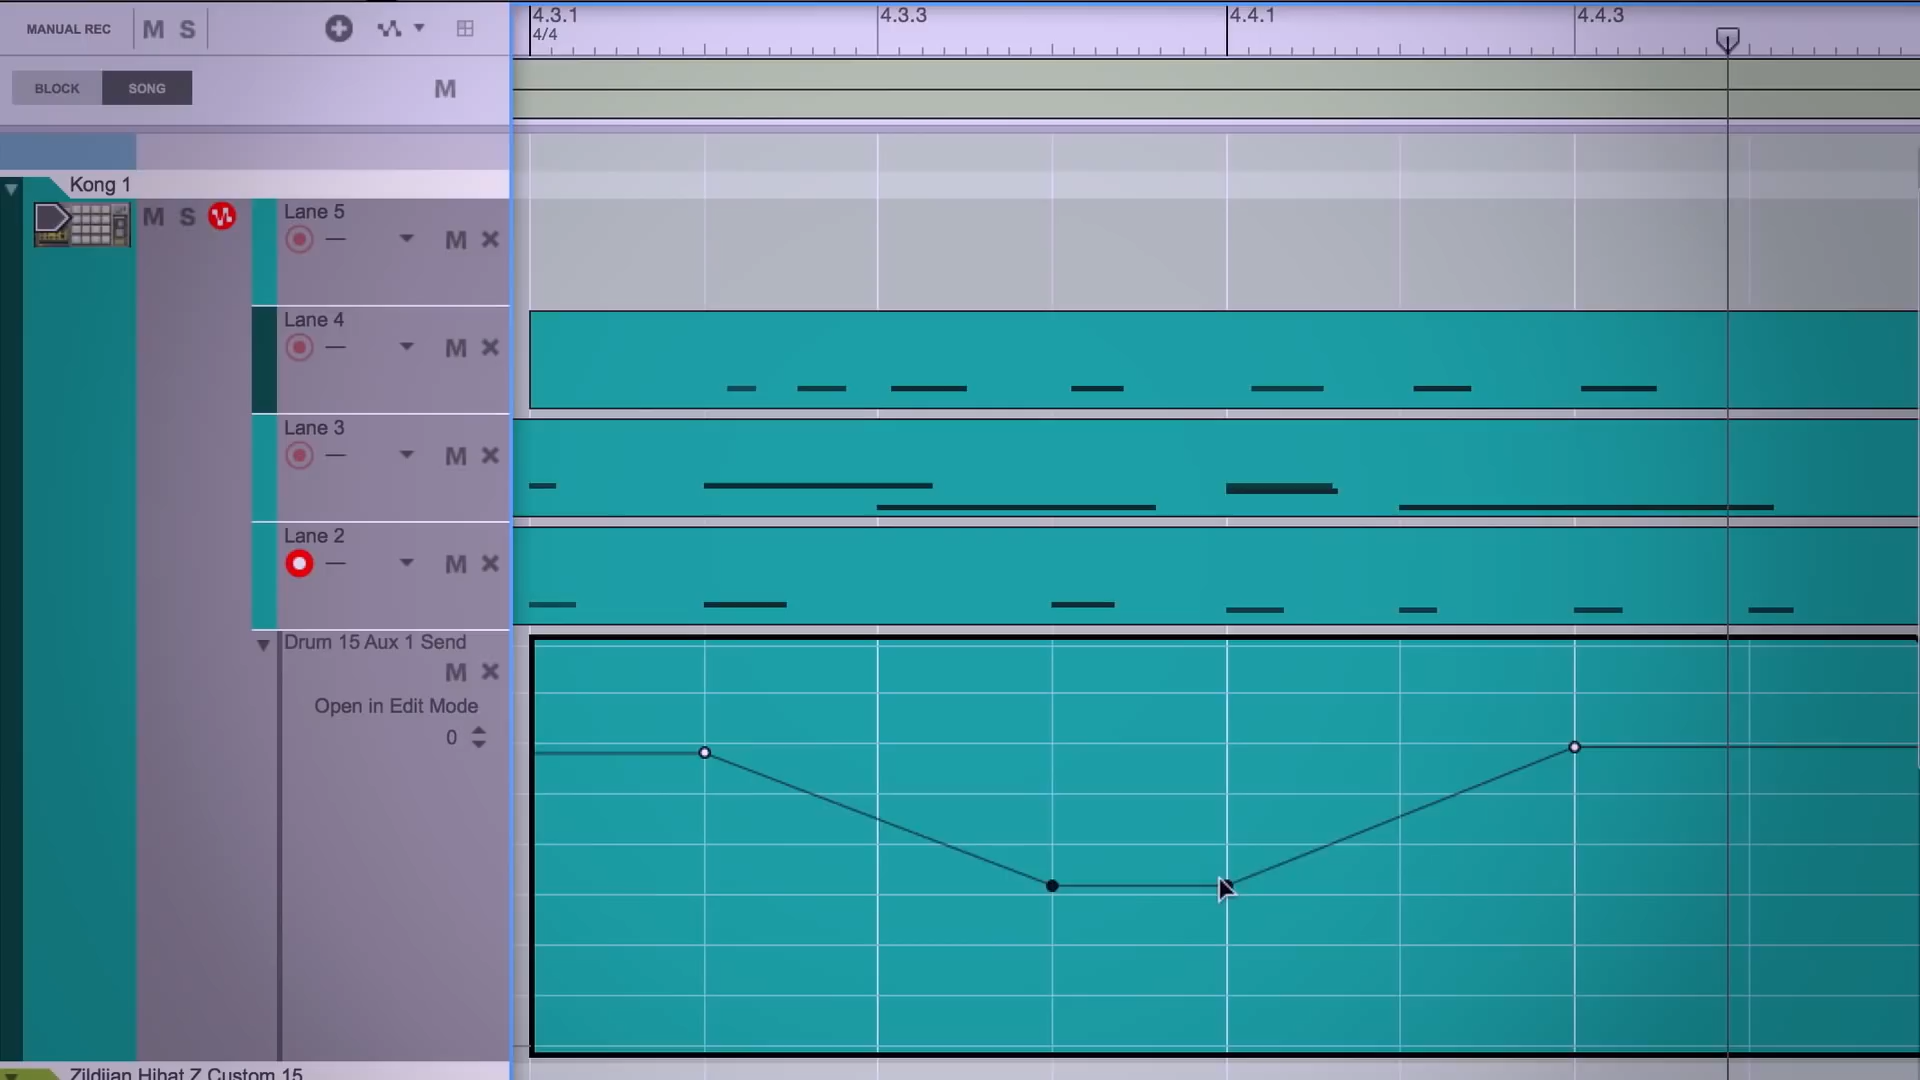 MANUAL REC M S
4.3.1 4.3.3 4.4.1 4.4.3
4/4
BLOCK SONG M
Kong 1
M S
Lane 5
M
Lane 4
M
Lane 3
M
Lane 2
M
Drum 15 Aux 1 Send
M
Open in Edit Mode
0
Zildjian Hihat Z Custom 15